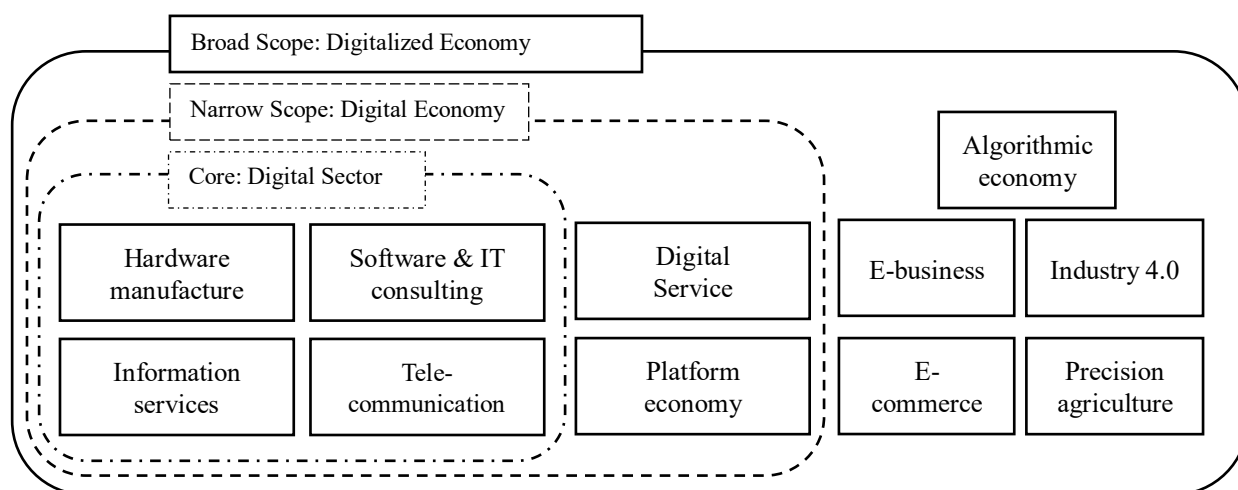 Broad Scope: Digitalized Economy
Narrow Scope: Digital Economy
Core: Digital Sector
Algorithmic
economy
Hardware
manufacture
Software & IT
consulting
Digital
Service
E-business
Industry 4.0
Information
services
Tele-
communication
Platform
economy
E-
commerce
Precision
agriculture